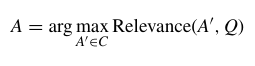 A = arg max Relevance(A′, Q)
A′∈C